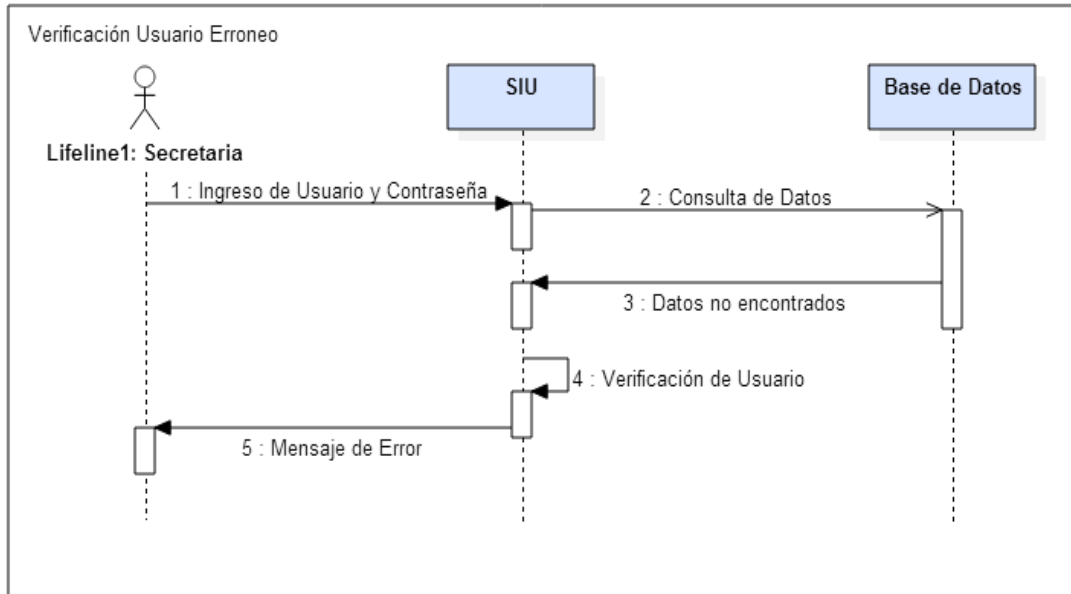 Verificación Usuario Erroneo
SIU
Base de Datos
Lifeline1: Secretaria
1 : Ingreso de Usuario y Contraseña
2 : Consulta de Datos
3 : Datos no encontrados
4 : Verificación de Usuario
5 : Mensaje de Error